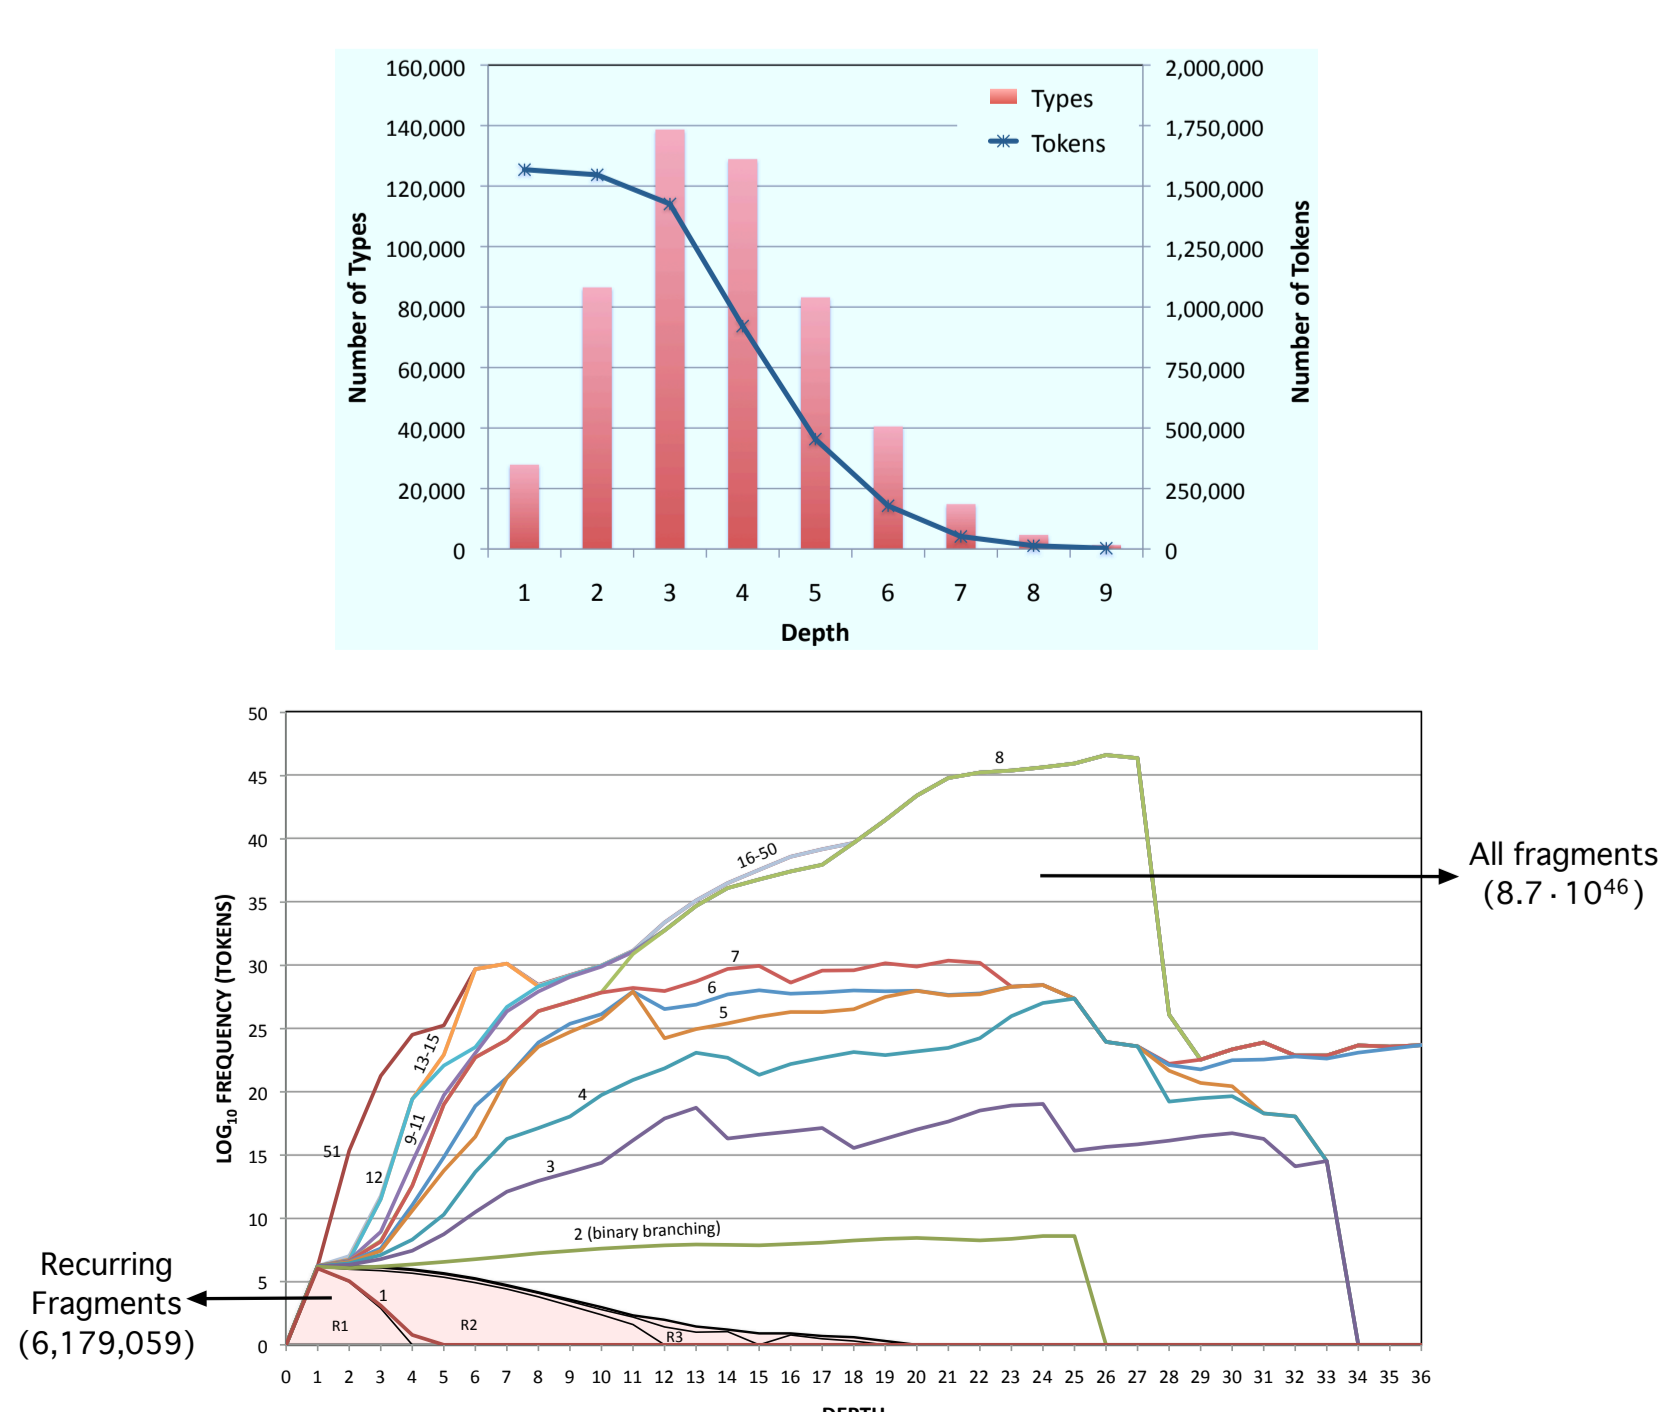 160,000
140,000
120,000
100,000
80,000
60,000
40,000
20,000
0
Number of Types
2,000,000
1,750,000
1,500,000
1,250,000
1,000,000
750,000
500,000
250,000
0
Number of Tokens
Types
Tokens
1 2 3 4 5 6 7 8 9
Depth
50
45
40
35
30
25
20
15
10
5
0
LOG10 FREQUENCY (TOKENS)
8
16-50
7
6
5
4
3
2 (binary branching)
13-15
9-11
51
12
1
R1
R2
R3
All fragments
(8.7 · 10⁴⁶)
Recurring
Fragments
(6,179,059)
0 1 2 3 4 5 6 7 8 9 10 11 12 13 14 15 16 17 18 19 20 21 22 23 24 25 26 27 28 29 30 31 32 33 34 35 36
DEPTH